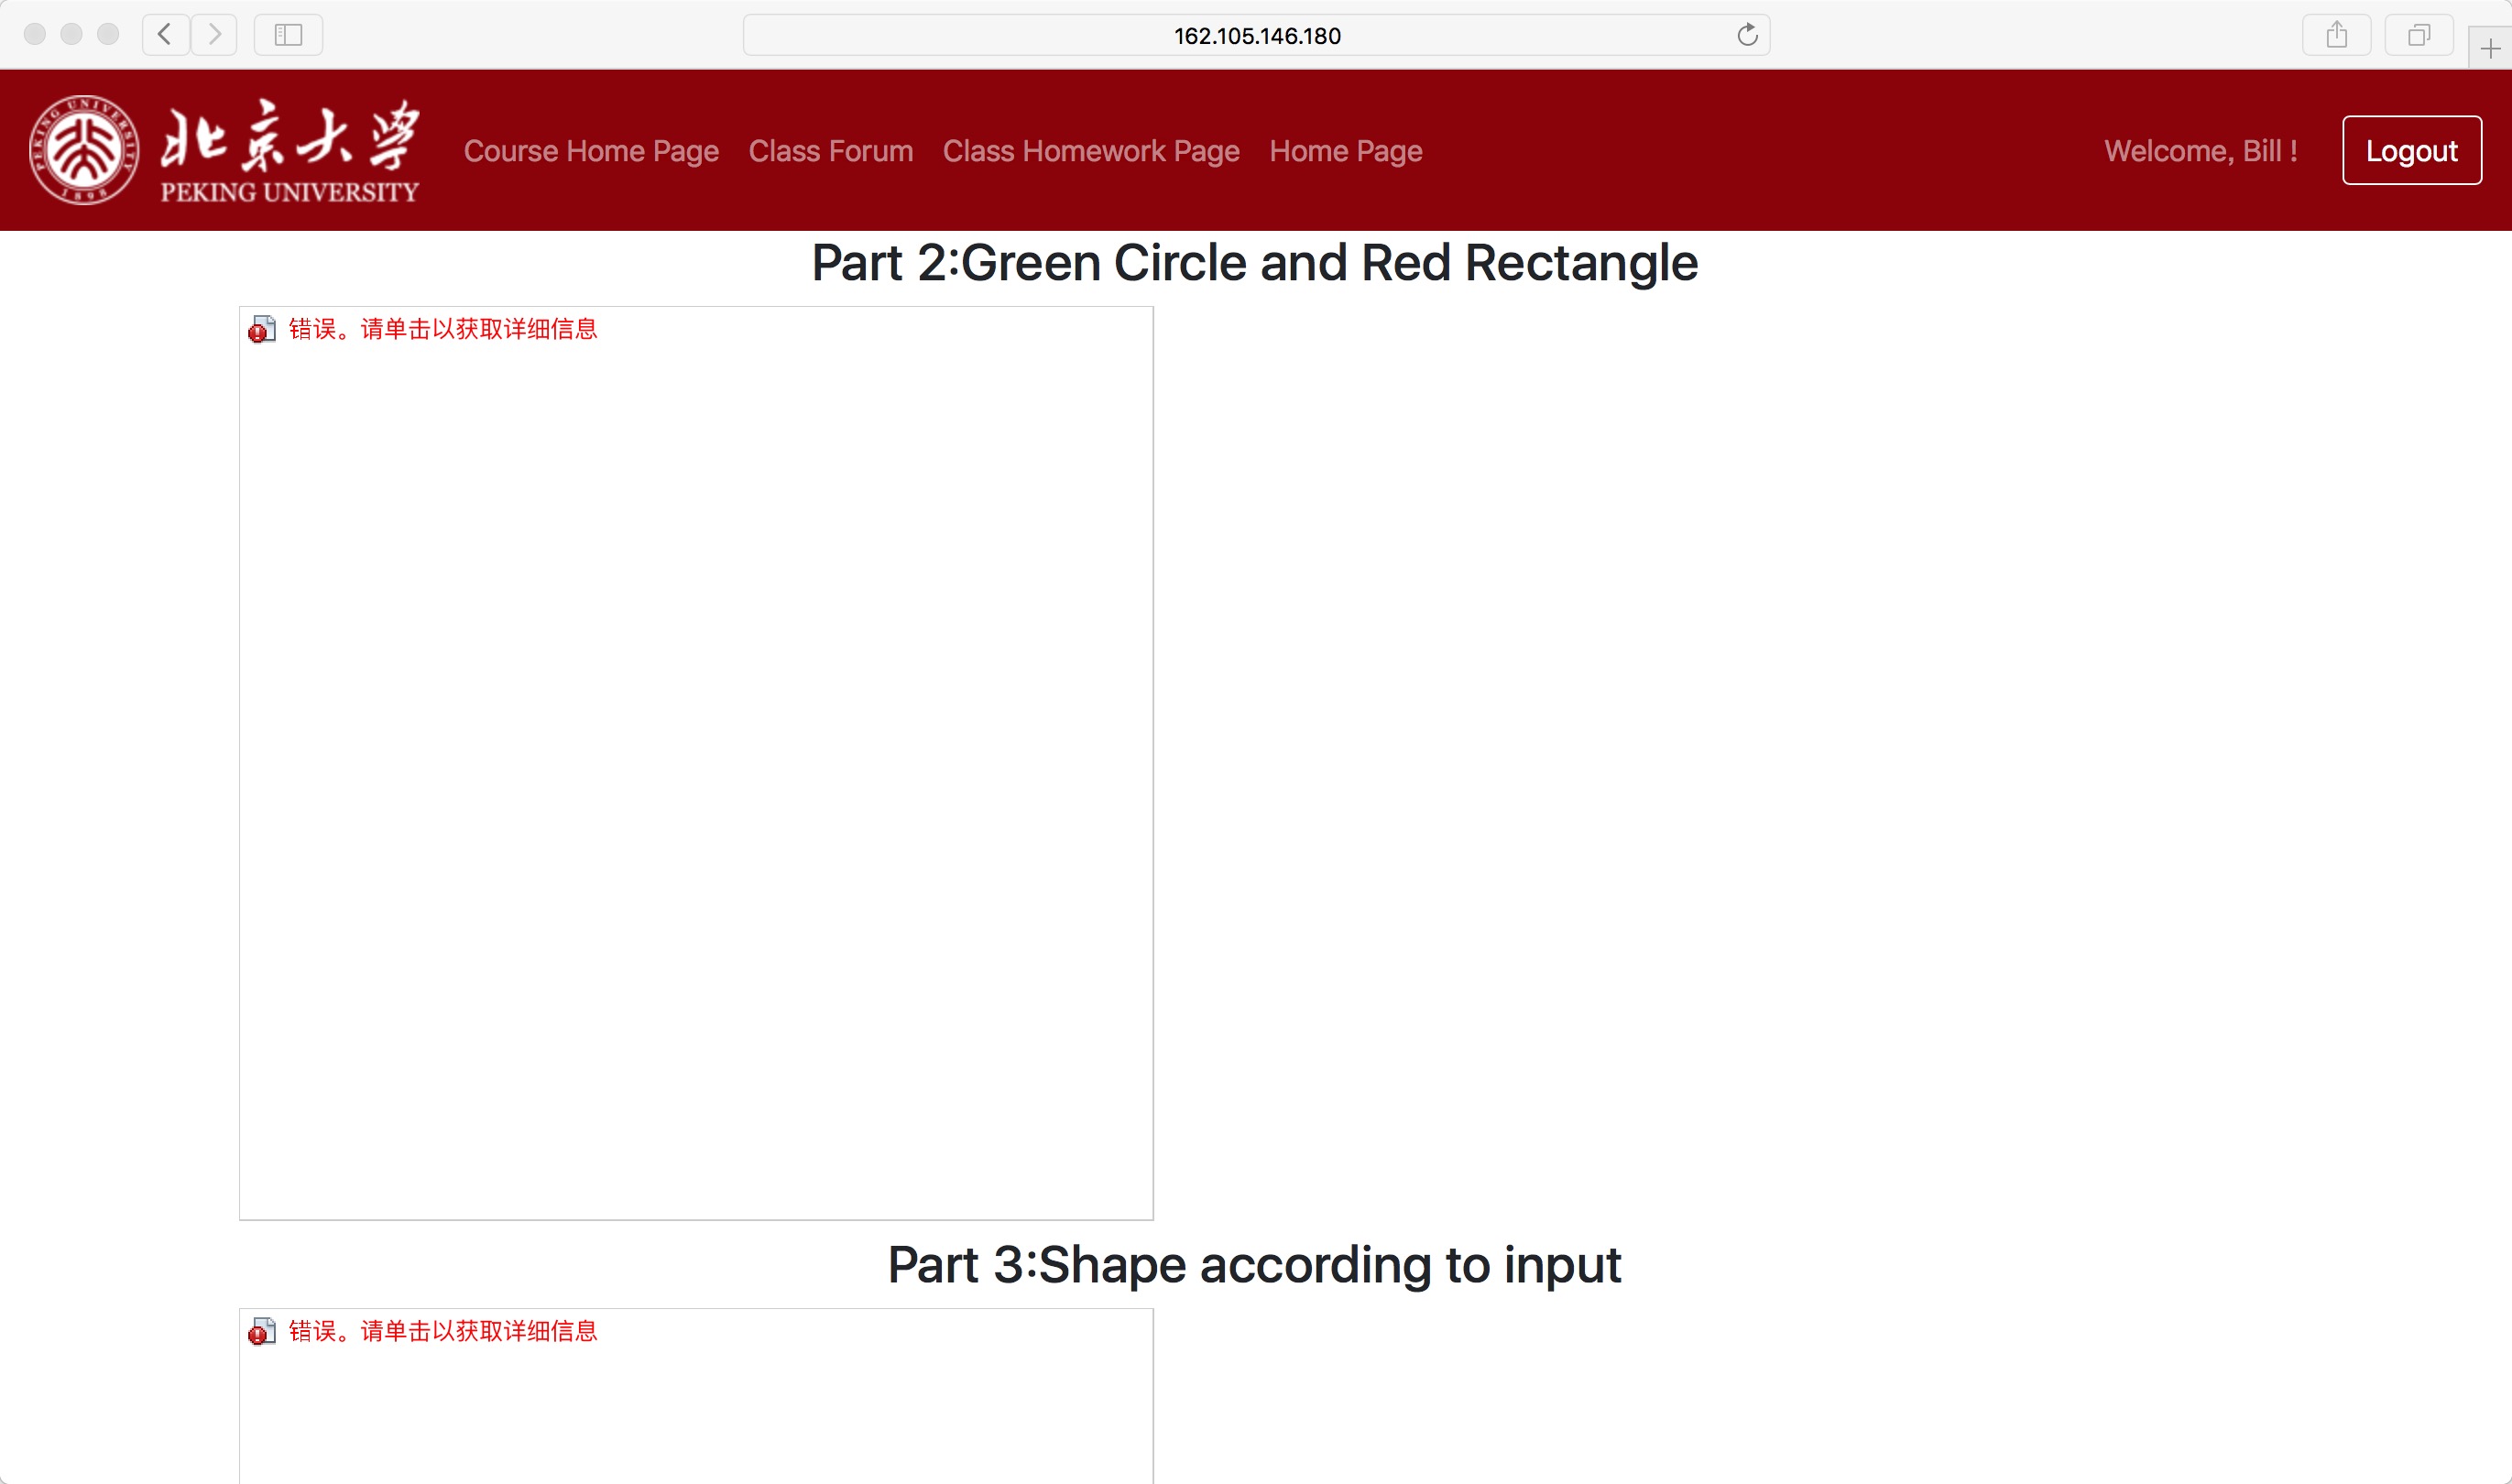 162.105.146.180
PEKING UNIVERSITY
1898
北京大学
PEKING UNIVERSITY
Course Home Page
Class Forum
Class Homework Page
Home Page
Welcome, Bill !
Logout
Part 2:Green Circle and Red Rectangle
错误。请单击以获取详细信息
Part 3:Shape according to input
错误。请单击以获取详细信息